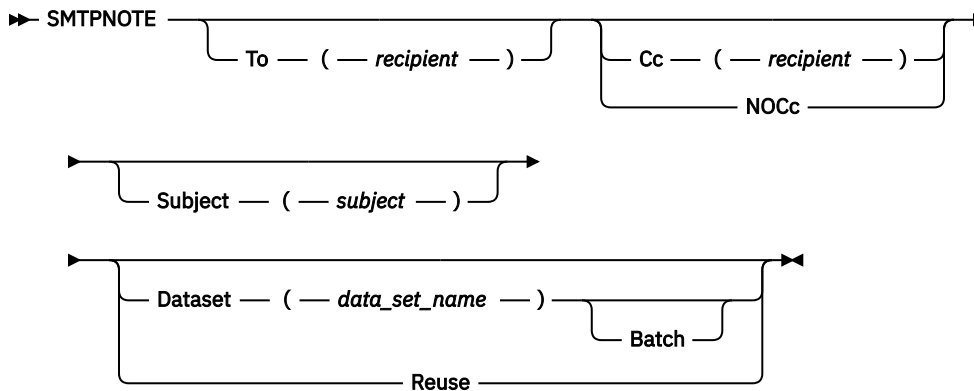 SMTPNOTE
To ( recipient )
Cc ( recipient )
NOCc
Subject ( subject )
Dataset ( data_set_name )
Batch
Reuse